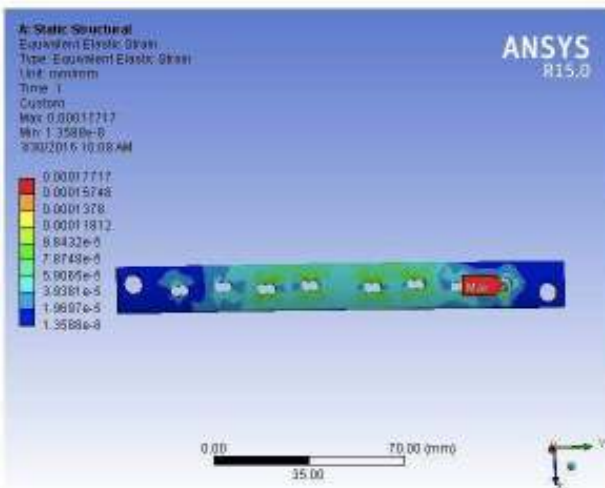 A: Static Structural
Equivalent Elastic Strain
Type: Equivalent Elastic Strain
Unit: mm/mm
Time: 1
Custom
Max: 0.00017717
Min: 1.3588e-8
10:08 AM
ANSYS
R15.0
0.00017717
0.00015748
0.0001378
0.00011812
9.8432e-5
7.8748e-5
5.9065e-5
3.9381e-5
1.9697e-5
1.3588e-8
Max
0.00
70.00 (mm)
35.00
Y